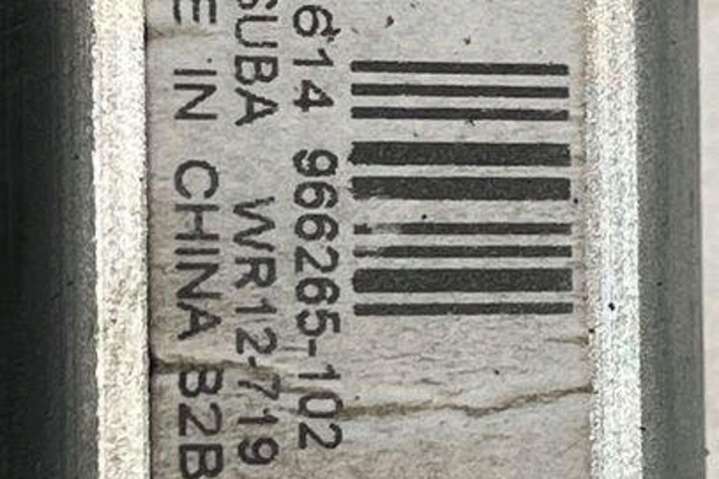 614 966265-102
SUBA WR12-719
E IN CHINA B2B